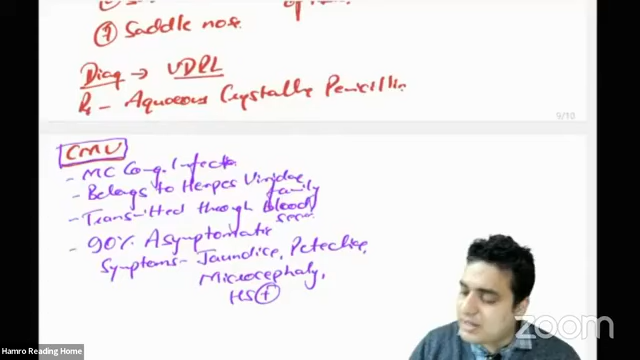 ④ Saddle nose
Diag → VDRL
Rx - Aqueous Crystalline Penicillin
9/10
CMV
- MC Cong. Infection
- Belongs to Herpes Viridae family
- Transmitted through blood,
- 90% Asymptomatic
Symptoms - Jaundice, Petechiae,
Microcephaly,
HS +
Hamro Reading Home
zoom